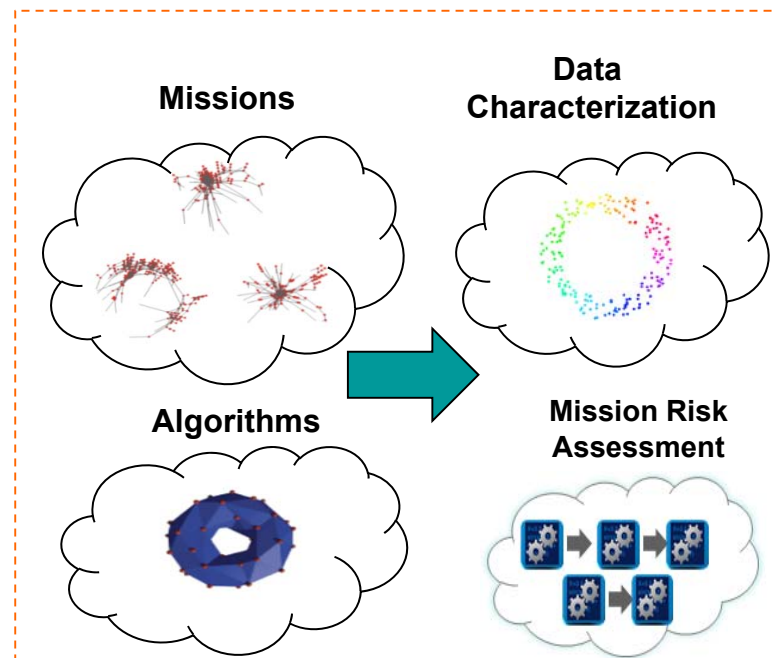 Missions
Data
Characterization
Algorithms
Mission Risk
Assessment